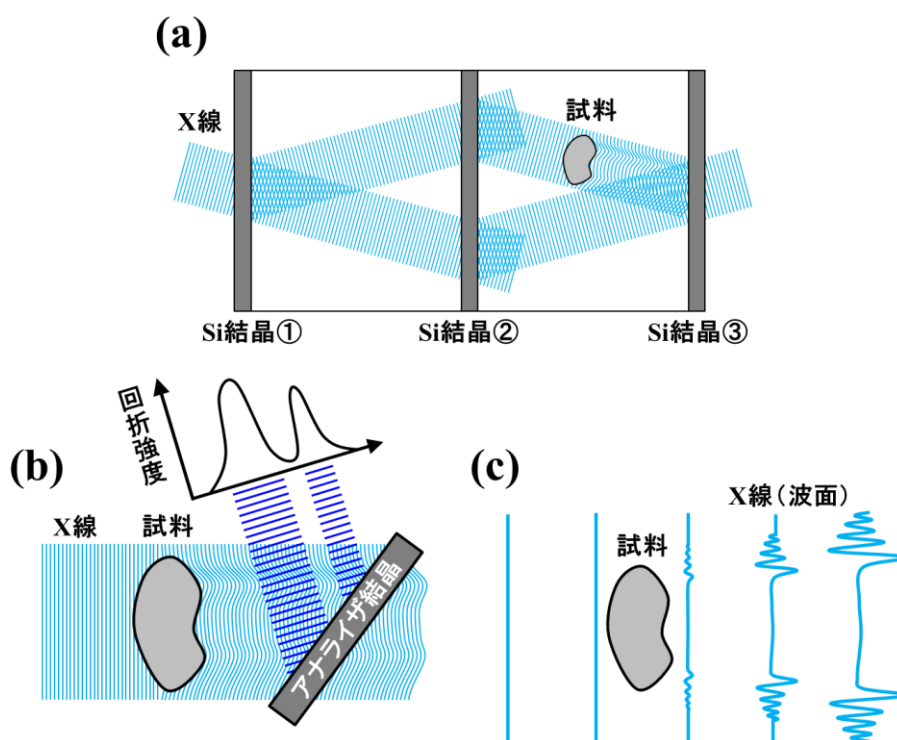 (a)
X線
試料
Si結晶①
Si結晶②
Si結晶③
回折強度
(b)
X線
試料
アナライザ結晶
(c)
X線(波面)
試料